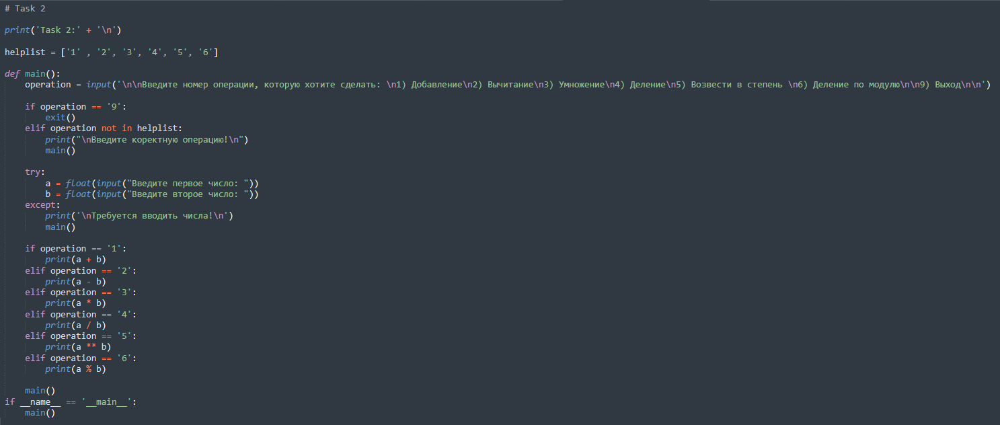 # Task 2

print('Task 2:' + '\n')

helplist = ['1' , '2', '3', '4', '5', '6']

def main():
    operation = input('\n\nВведите номер операции, которую хотите сделать: \n1) Добавление\n2) Вычитание\n3) Умножение\n4) Деление\n5) Возвести в степень \n6) Деление по модулю\n\n9) Выход\n\n')

    if operation == '9':
        exit()
    elif operation not in helplist:
        print("\nВведите коректную операцию!\n")
        main()

    try:
        a = float(input("Введите первое число: "))
        b = float(input("Введите второе число: "))
    except:
        print('\nТребуется вводить числа!\n')
        main()

    if operation == '1':
        print(a + b)
    elif operation == '2':
        print(a - b)
    elif operation == '3':
        print(a * b)
    elif operation == '4':
        print(a / b)
    elif operation == '5':
        print(a ** b)
    elif operation == '6':
        print(a % b)

    main()
if __name__ == '__main__':
    main()